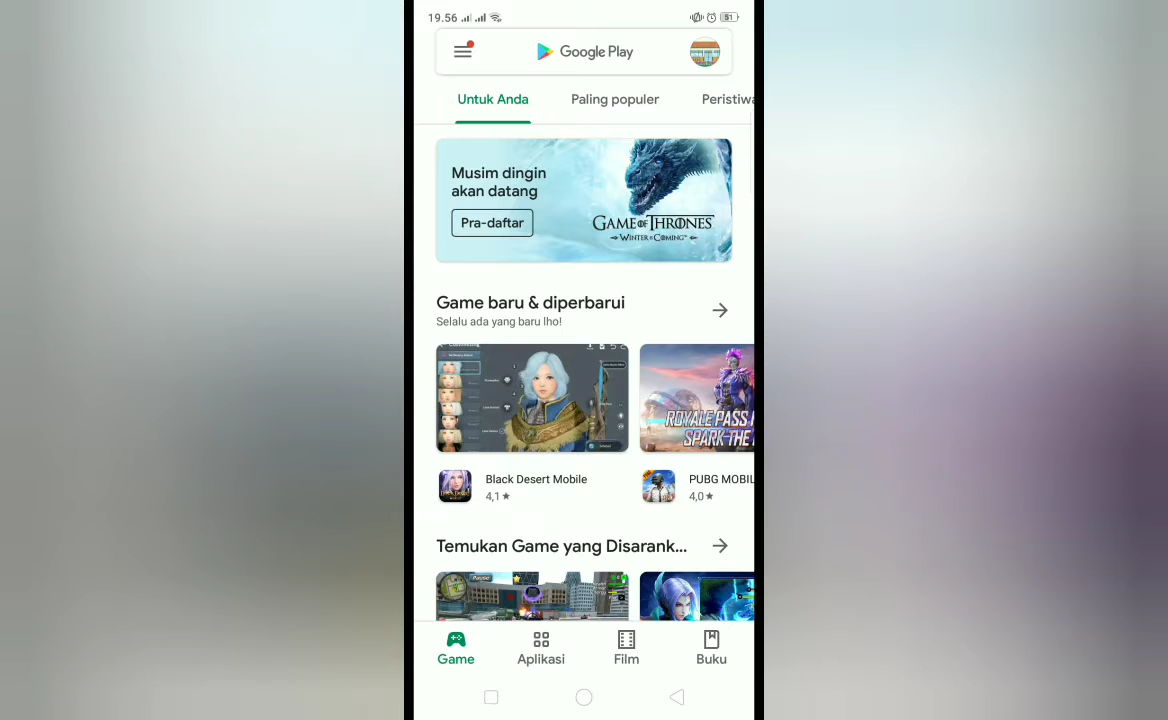 19.56
51
Google Play
Untuk Anda
Paling populer
Peristiwa
Musim dingin
akan datang
Pra-daftar
GAME OF THRONES
WINTER IS COMING
Game baru & diperbarui
Selalu ada yang baru lho!
ROYALE PASS
SPARK THE
Black Desert Mobile
4,1★
PUBG MOBIL
4,0★
Temukan Game yang Disarank...
Pause
Game
Aplikasi
Film
Buku